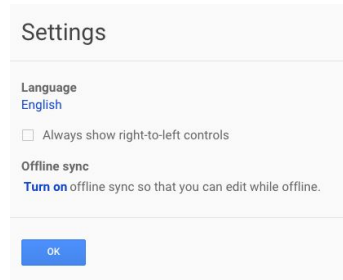 Settings
Language
English
Always show right-to-left controls
Offline sync
Turn on offline sync so that you can edit while offline.
OK